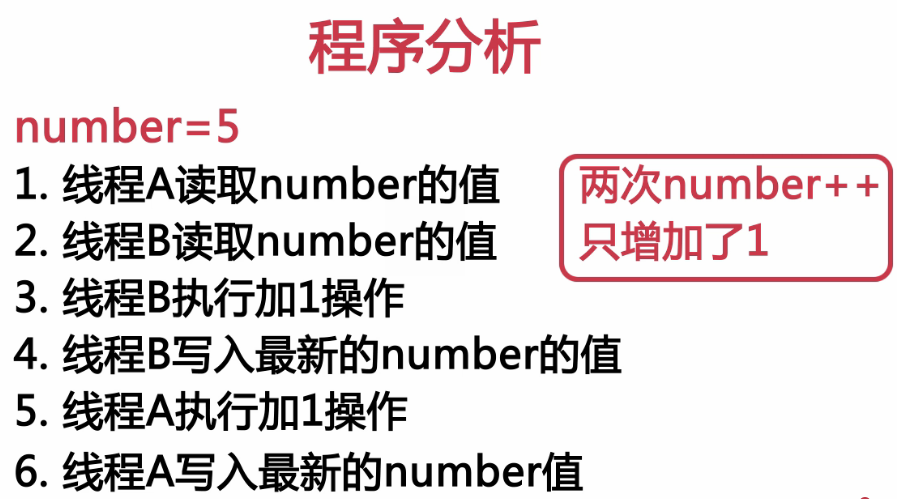 程序分析
number=5
1. 线程A读取number的值
2. 线程B读取number的值
3. 线程B执行加1操作
4. 线程B写入最新的number的值
5. 线程A执行加1操作
6. 线程A写入最新的number值
两次number++
只增加了1